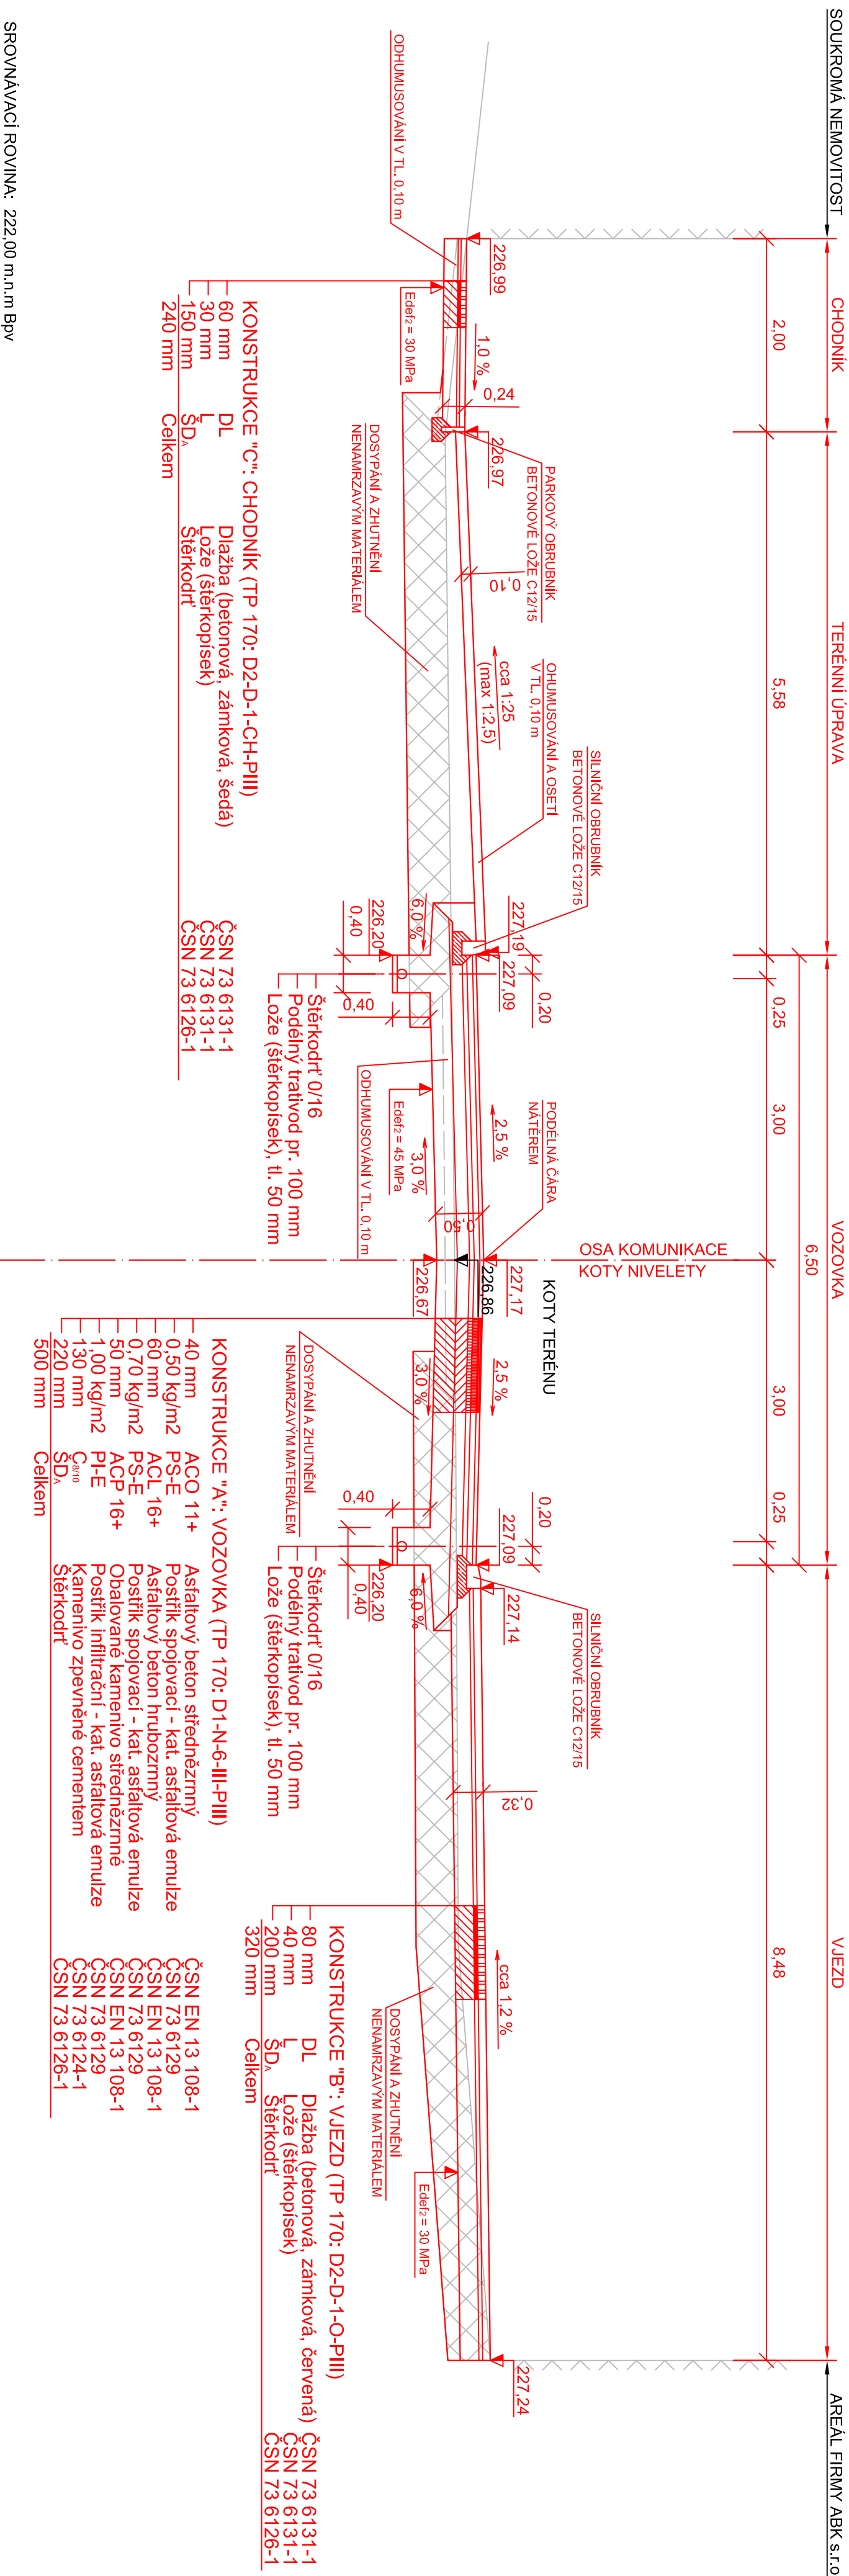 SOUKROMÁ NEMOVITOST
CHODNÍK
TERÉNNÍ ÚPRAVA
VOZOVKA
VJEZD
AREÁL FIRMY ABK s.r.o
6,50
2,00
5,58
0,25
3,00
3,00
0,25
8,48
OSA KOMUNIKACE
KOTY NIVELETY
KOTY TERÉNU
ODHUMUSOVÁNÍ V TL. 0,10 m
226,99
1,0 %
0,24
Edef2 = 30 MPa
226,97
PARKOVÝ OBRUBNÍK
BETONOVÉ LOŽE C12/15
0,10
cca 1:25
(max 1:2,5)
OHUMUSOVÁNÍ A OSETÍ
V TL. 0,10 m
SILNIČNÍ OBRUBNÍK
BETONOVÉ LOŽE C12/15
DOSYPÁNÍ A ZHUTNĚNÍ
NENAMRZAVÝM MATERIÁLEM
227,19
227,09
0,20
6,0 %
226,20
0,40
0,40
Štěrkodrť 0/16
Podélný trativod pr. 100 mm
Lože (štěrkopísek), tl. 50 mm
PODÉLNÁ ČÁRA
NÁTĚREM
2,5 %
3,0 %
Edef2 = 45 MPa
ODHUMUSOVÁNÍ V TL. 0,10 m
0,50
227,17
226,86
226,67
2,5 %
3,0 %
DOSYPÁNÍ A ZHUTNĚNÍ
NENAMRZAVÝM MATERIÁLEM
0,20
227,09
227,14
0,40
226,20
0,40
6,0 %
Štěrkodrť 0/16
Podélný trativod pr. 100 mm
Lože (štěrkopísek), tl. 50 mm
SILNIČNÍ OBRUBNÍK
BETONOVÉ LOŽE C12/15
0,32
cca 1,2 %
DOSYPÁNÍ A ZHUTNĚNÍ
NENAMRZAVÝM MATERIÁLEM
Edef2 = 30 MPa
227,24
KONSTRUKCE "C": CHODNÍK (TP 170: D2-D-1-CH-PIII)
60 mm DL Dlažba (betonová, zámková, šedá) ČSN 73 6131-1
30 mm L Lože (štěrkopísek) ČSN 73 6131-1
150 mm ŠDA Štěrkodrť ČSN 73 6126-1
240 mm Celkem
KONSTRUKCE "A": VOZOVKA (TP 170: D1-N-6-III-PIII)
40 mm ACO 11+ Asfaltový beton střednězrnný ČSN EN 13 108-1
0,50 kg/m2 PS-E Postřik spojovací - kat. asfaltová emulze ČSN 73 6129
60 mm ACL 16+ Asfaltový beton hrubozrnný ČSN EN 13 108-1
0,70 kg/m2 PS-E Postřik spojovací - kat. asfaltová emulze ČSN 73 6129
50 mm ACP 16+ Obalované kamenivo střednězrnné ČSN EN 13 108-1
1,00 kg/m2 PI-E Postřik infiltrační - kat. asfaltová emulze ČSN 73 6129
130 mm C8/10 Kamenivo zpevněné cementem ČSN 73 6124-1
220 mm ŠDA Štěrkodrť ČSN 73 6126-1
500 mm Celkem
KONSTRUKCE "B": VJEZD (TP 170: D2-D-1-O-PIII)
80 mm DL Dlažba (betonová, zámková, červená) ČSN 73 6131-1
40 mm L Lože (štěrkopísek) ČSN 73 6131-1
200 mm ŠDA Štěrkodrť ČSN 73 6126-1
320 mm Celkem
SROVNÁVACÍ ROVINA: 222,00 m.n.m Bpv